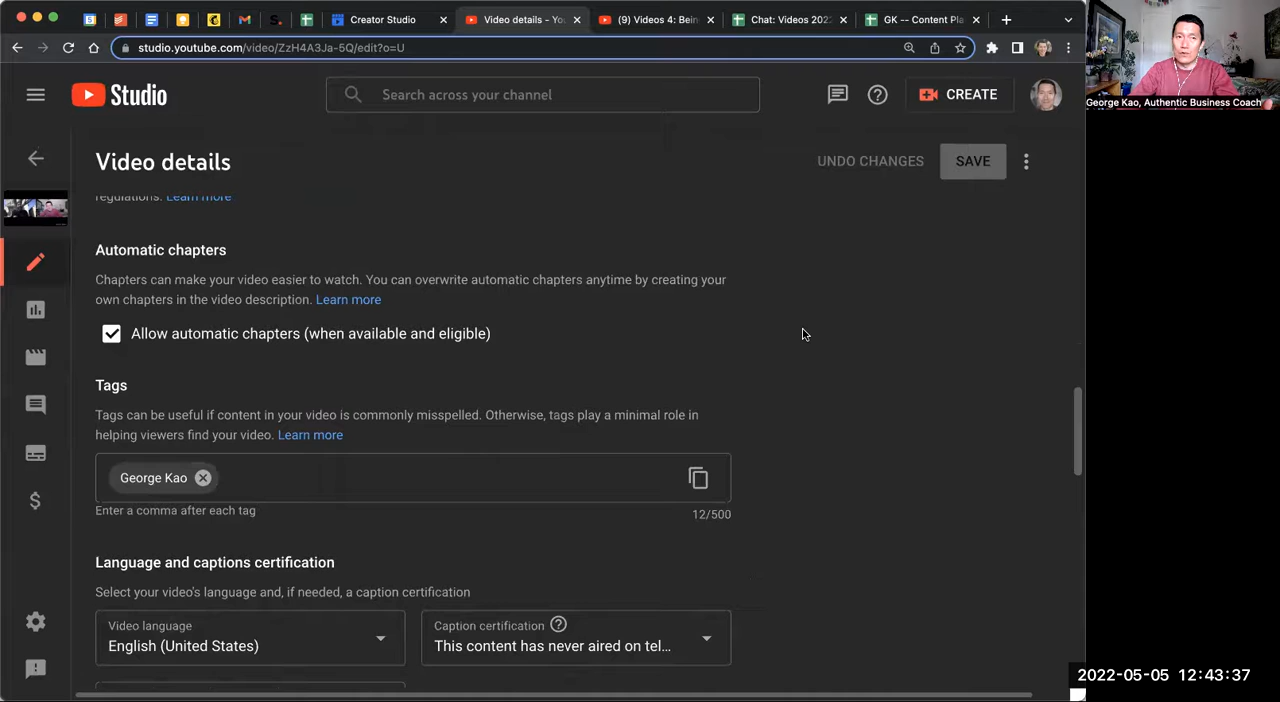 Creator Studio
Video details - Yo
(9) Videos 4: Bein
Chat: Videos 202
GK -- Content Pla
studio.youtube.com/video/ZzH4A3Ja-5Q/edit?o=U
Studio
Search across your channel
CREATE
George Kao, Authentic Business Coach
Video details
UNDO CHANGES
SAVE
regulations. Learn more
Automatic chapters
Chapters can make your video easier to watch. You can overwrite automatic chapters anytime by creating your
own chapters in the video description. Learn more
Allow automatic chapters (when available and eligible)
Tags
Tags can be useful if content in your video is commonly misspelled. Otherwise, tags play a minimal role in
helping viewers find your video. Learn more
George Kao
Enter a comma after each tag
12/500
Language and captions certification
Select your video's language and, if needed, a caption certification
Video language
English (United States)
Caption certification
This content has never aired on tel...
2022-05-05 12:43:37